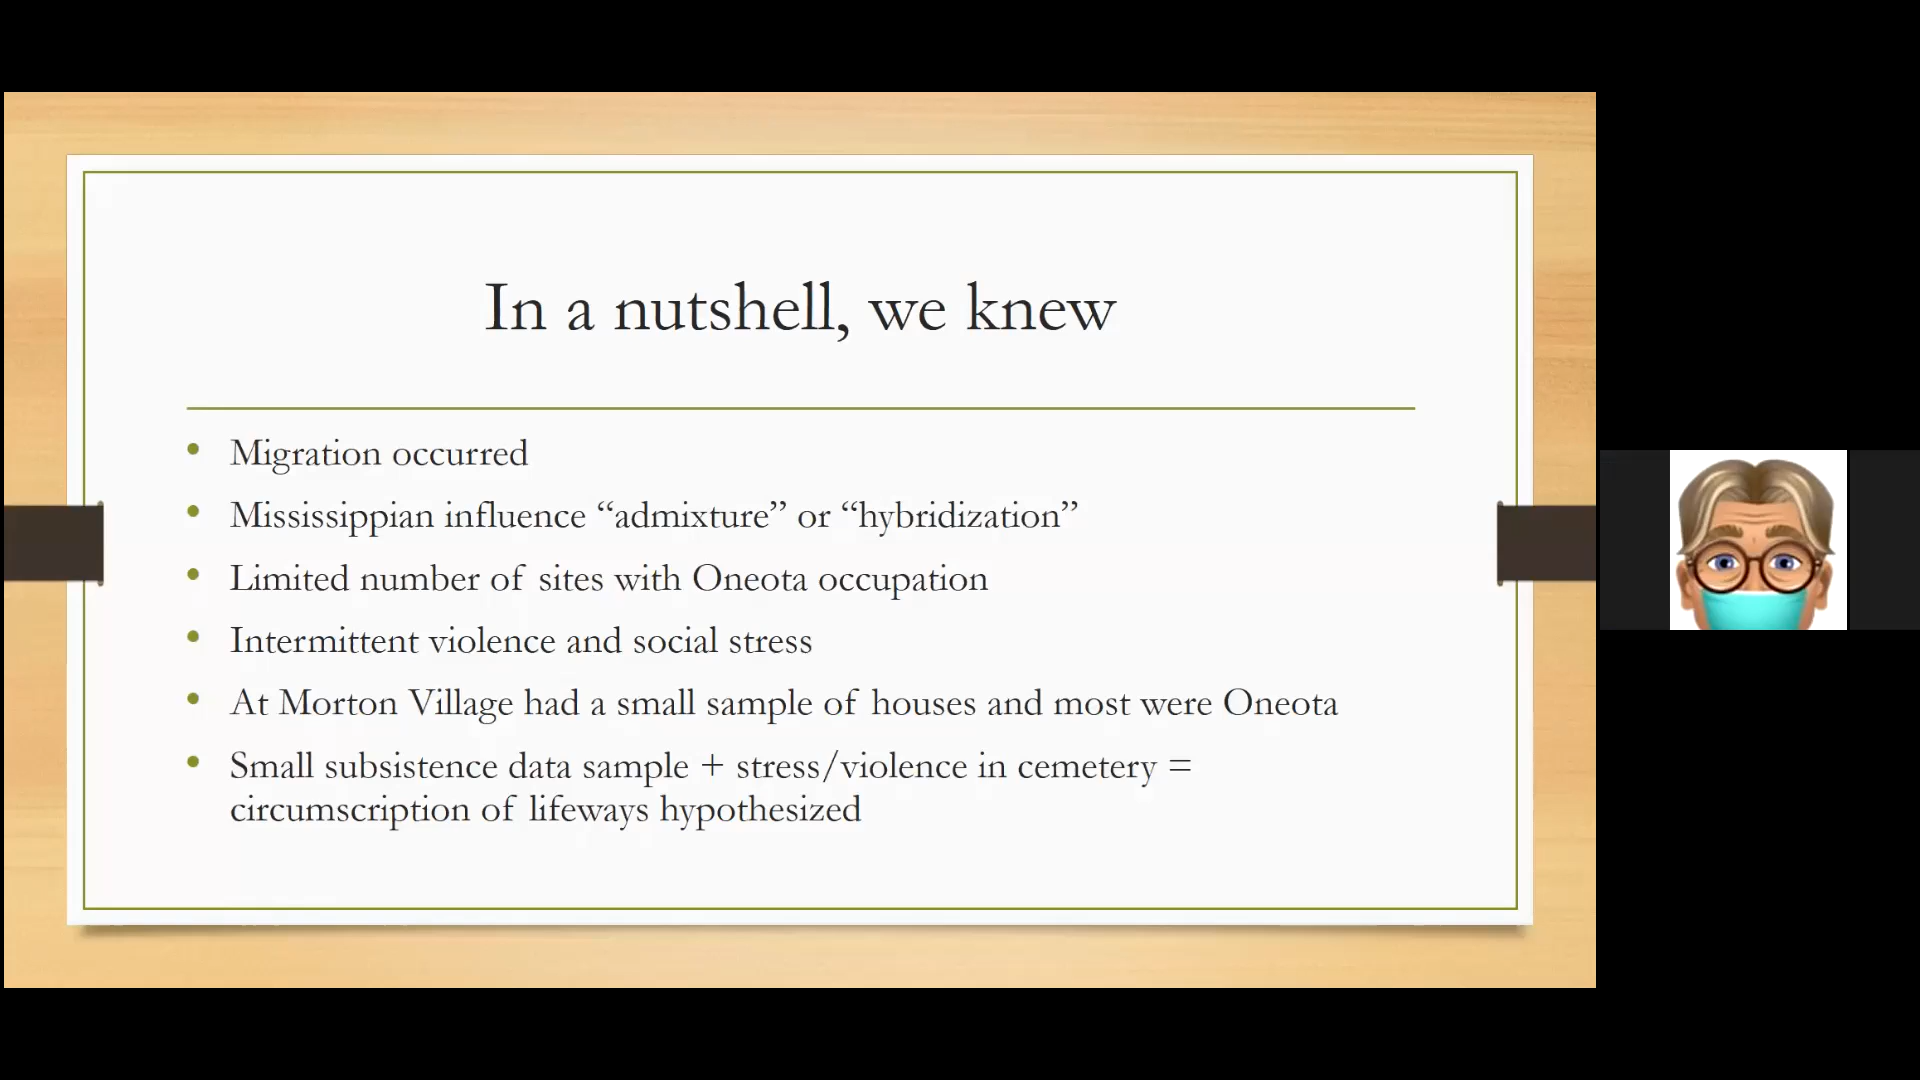 In a nutshell, we knew
• Migration occurred
• Mississippian influence “admixture” or “hybridization”
• Limited number of sites with Oneota occupation
• Intermittent violence and social stress
• At Morton Village had a small sample of houses and most were Oneota
• Small subsistence data sample + stress/violence in cemetery =
circumscription of lifeways hypothesized